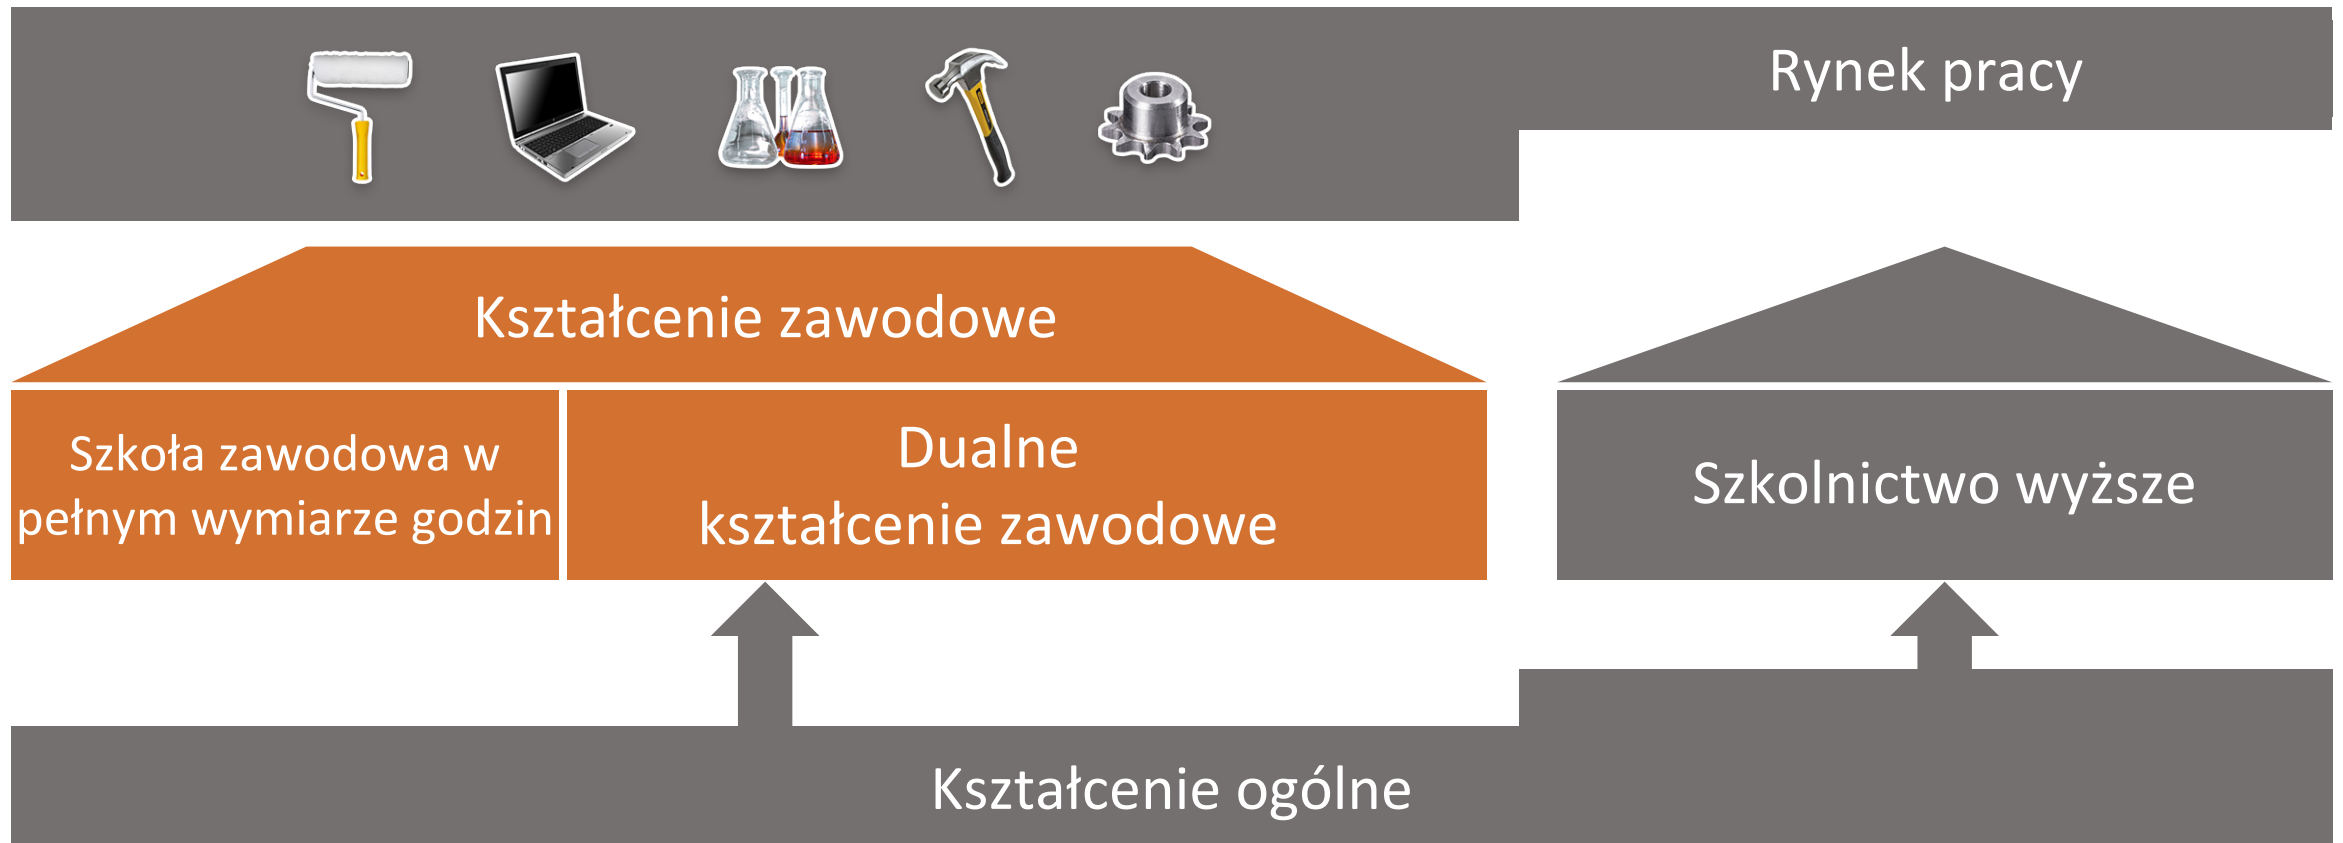 Rynek pracy
Kształcenie zawodowe
Szkoła zawodowa w
pełnym wymiarze godzin
Dualne
kształcenie zawodowe
Szkolnictwo wyższe
Kształcenie ogólne